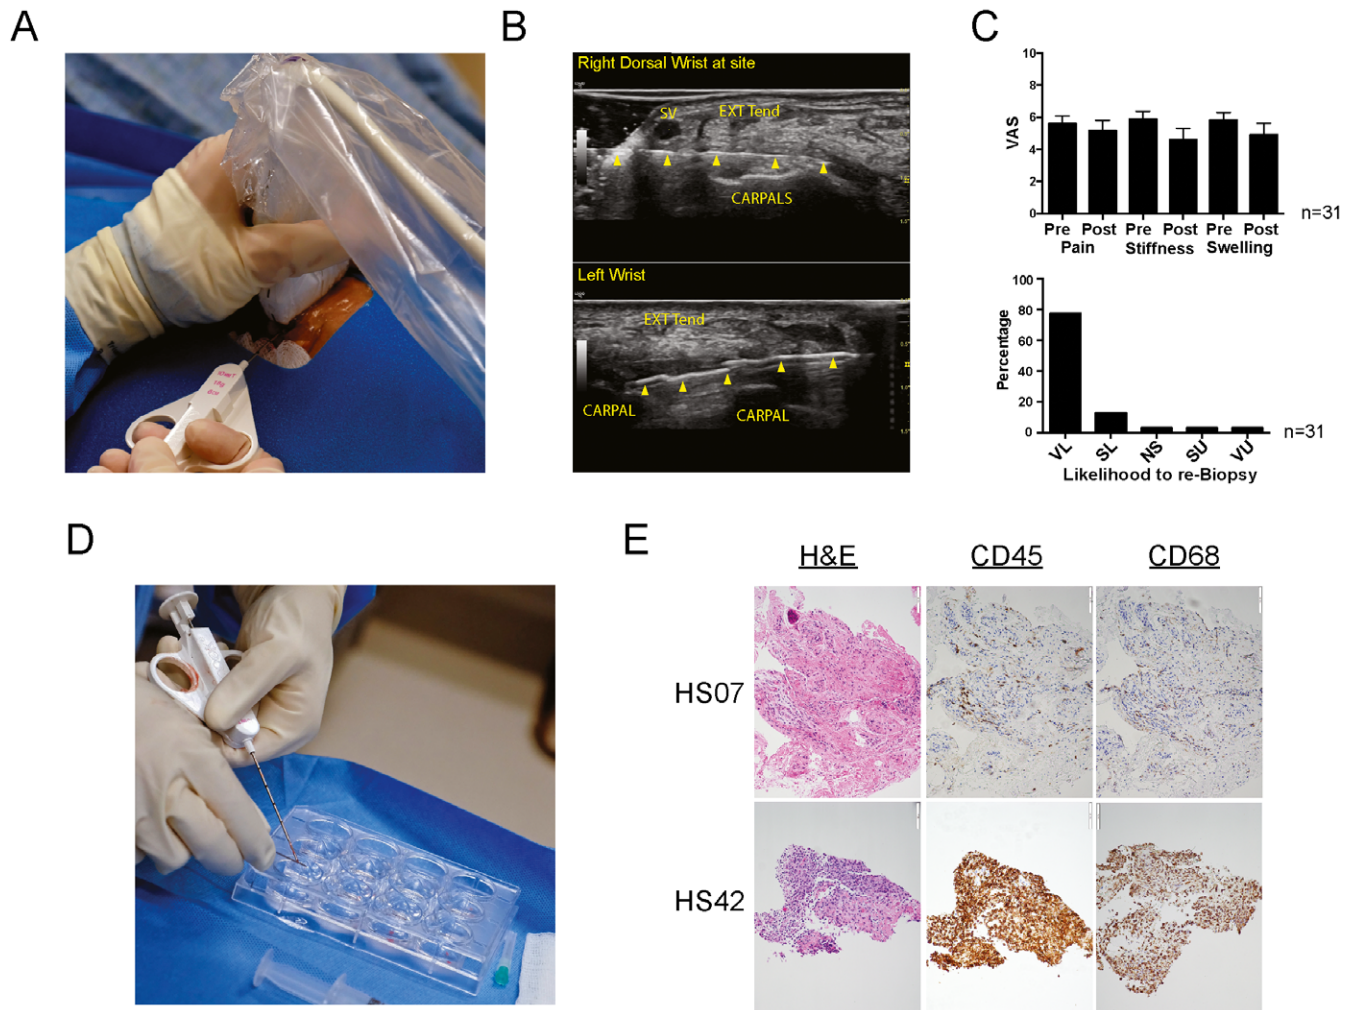 A
B
C
Right Dorsal Wrist at site
SV
EXT Tend
CARPALS
Left Wrist
EXT Tend
CARPAL
CARPAL
10
8
6
4
2
0
VAS
Pre Post Pre Post Pre Post
Pain Stiffness Swelling
n=31
100
80
60
40
20
0
Percentage
VL SL NS SU VU
Likelihood to re-Biopsy
n=31
D
E
H&E CD45 CD68
HS07
HS42